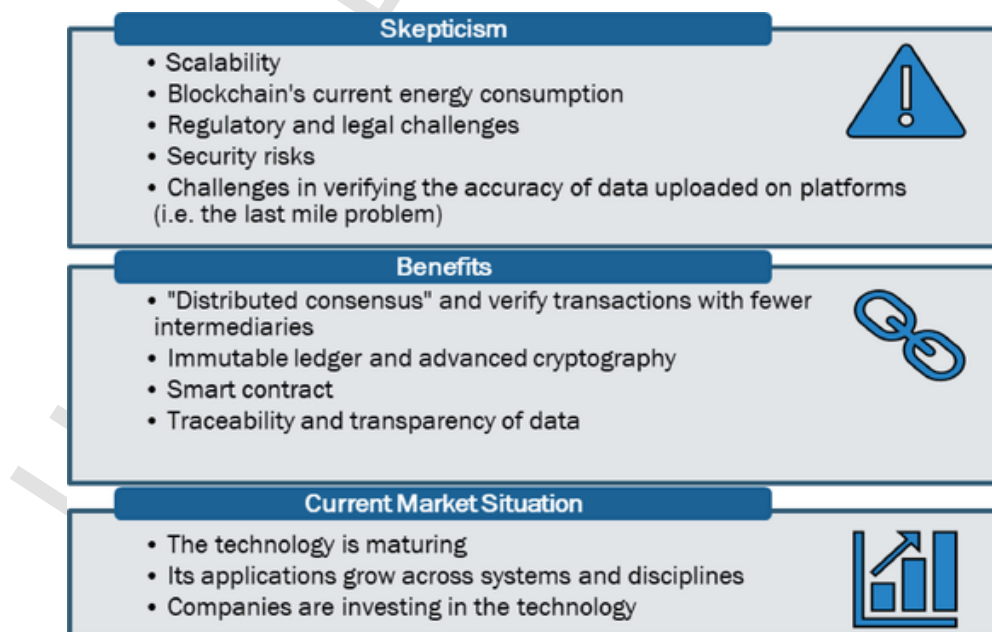 Skepticism
• Scalability
• Blockchain's current energy consumption
• Regulatory and legal challenges
• Security risks
• Challenges in verifying the accuracy of data uploaded on platforms
(i.e. the last mile problem)
Benefits
• "Distributed consensus" and verify transactions with fewer
intermediaries
• Immutable ledger and advanced cryptography
• Smart contract
• Traceability and transparency of data
Current Market Situation
• The technology is maturing
• Its applications grow across systems and disciplines
• Companies are investing in the technology